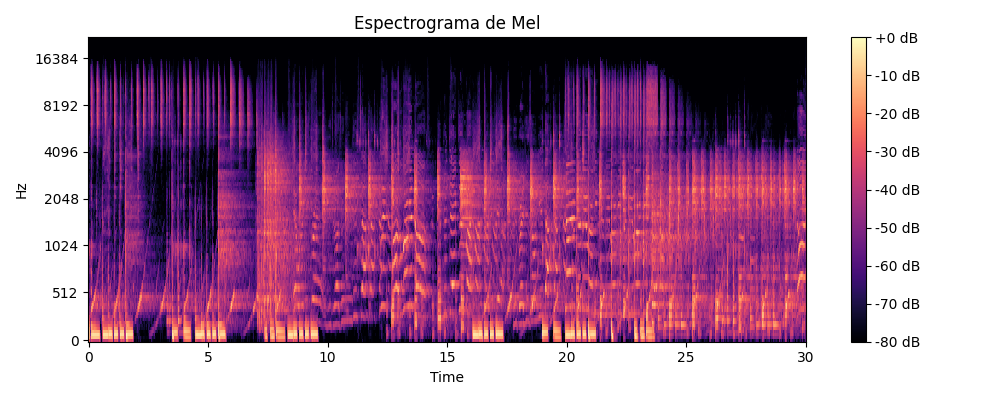 Espectrograma de Mel
Hz
16384
8192
4096
2048
1024
512
0
0 5 10 15 20 25 30
Time
+0 dB
-10 dB
-20 dB
-30 dB
-40 dB
-50 dB
-60 dB
-70 dB
-80 dB